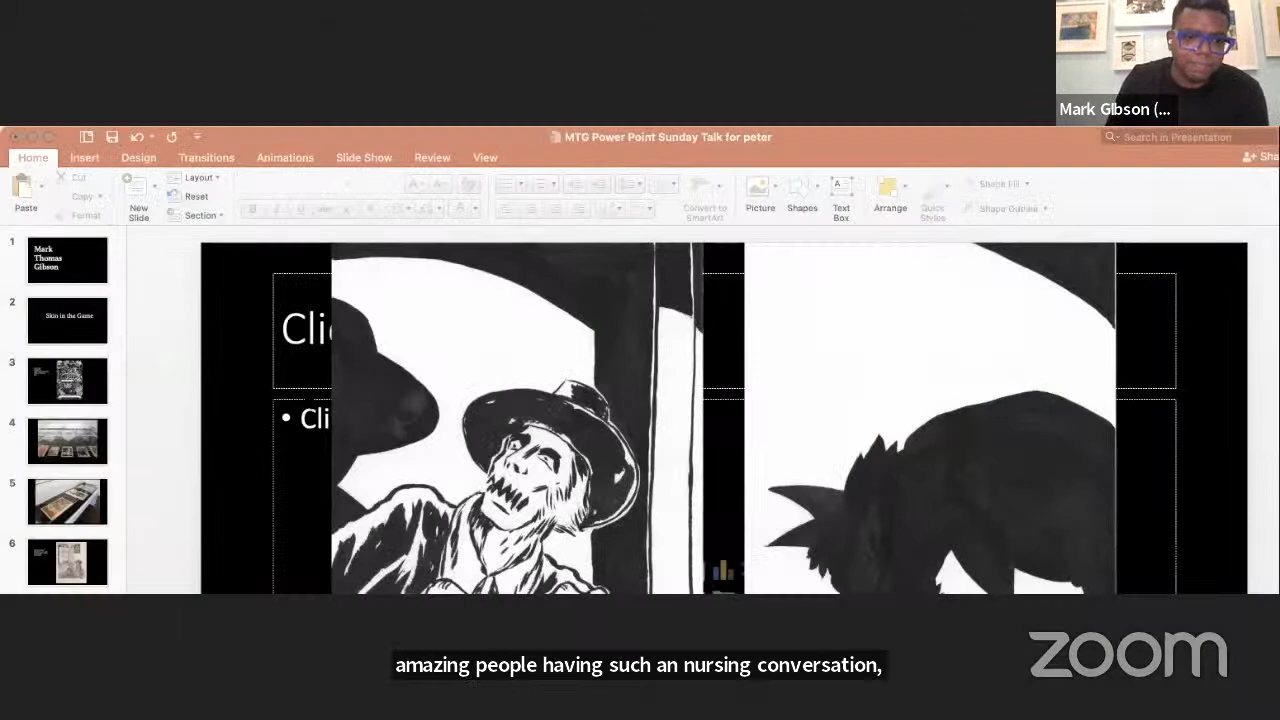 Mark GIbson (...
MTG Power Point Sunday Talk for peter
Search in Presentation
Home Insert Design Transitions Animations Slide Show Review View
Sha
Cut
Copy
Format
Paste
New
Slide
Layout
Reset
Section
Convert to
SmartArt
Picture
Shapes
Text
Box
Arrange
Quick
Styles
Shape Fill
Shape Outline
1
Mark
Thomas
Gibson
2
Skin in the Game
3
4
5
6
Clic
• Cli
amazing people having such an nursing conversation,
zoom